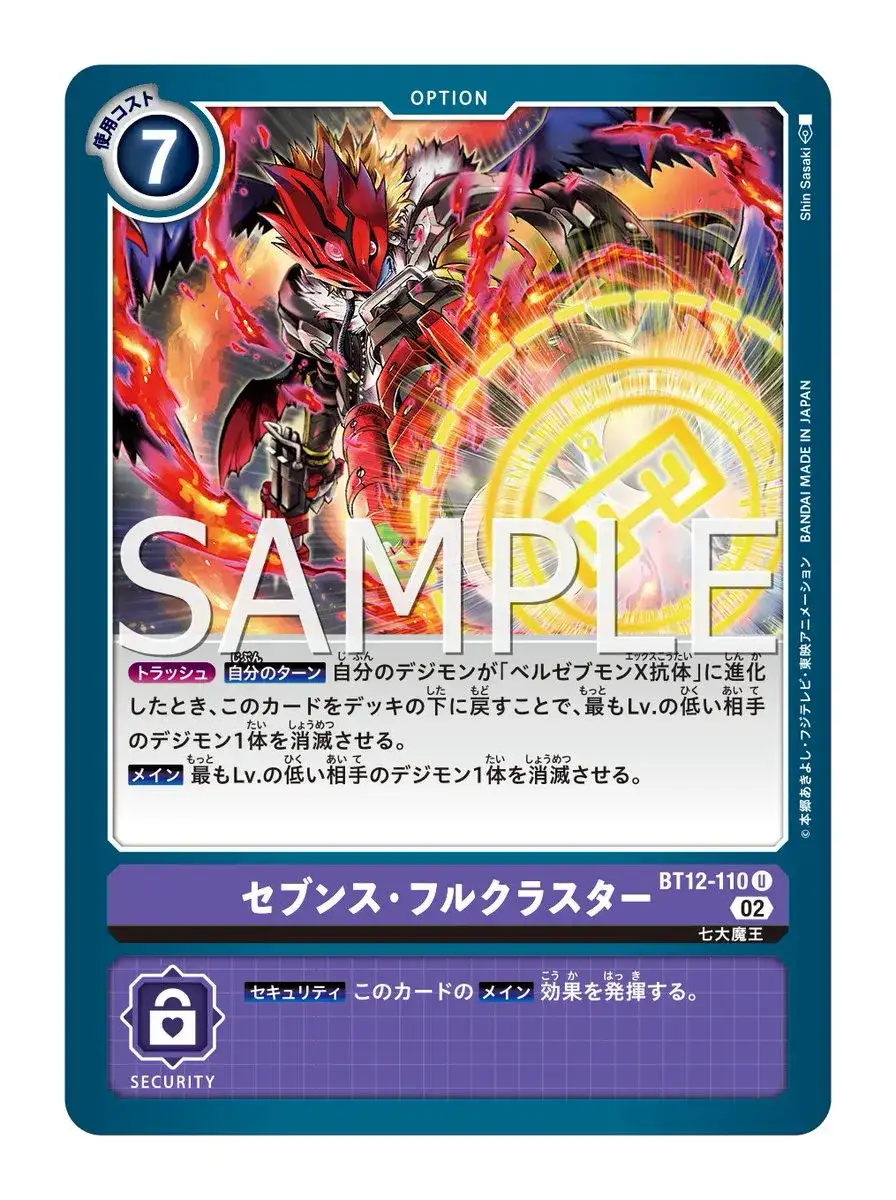 OPTION
使用コスト
7
Shin Sasaki
SAMPLE
トラッシュ 自分のターン 自分のデジモンが「ベルゼブモンX抗体」に進化
したとき、このカードをデッキの下に戻すことで、最もLv.の低い相手
のデジモン1体を消滅させる。
メイン 最もLv.の低い相手のデジモン1体を消滅させる。
©本郷あきよし・フジテレビ・東映アニメーション BANDAI MADE IN JAPAN
セブンス・フルクラスター
BT12-110 U
02
七大魔王
セキュリティ このカードの メイン 効果を発揮する。
SECURITY